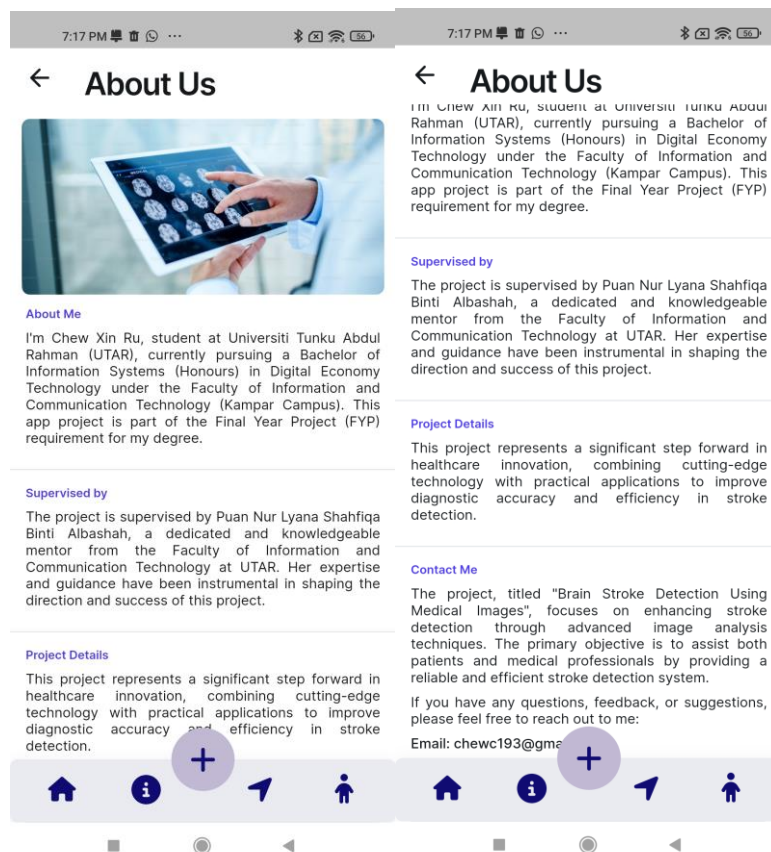 7:17 PM
56
About Us
About Me
I'm Chew Xin Ru, student at Universiti Tunku Abdul
Rahman (UTAR), currently pursuing a Bachelor of
Information Systems (Honours) in Digital Economy
Technology under the Faculty of Information and
Communication Technology (Kampar Campus). This
app project is part of the Final Year Project (FYP)
requirement for my degree.
Supervised by
The project is supervised by Puan Nur Lyana Shahfiqa
Binti Albashah, a dedicated and knowledgeable
mentor from the Faculty of Information and
Communication Technology at UTAR. Her expertise
and guidance have been instrumental in shaping the
direction and success of this project.
Project Details
This project represents a significant step forward in
healthcare innovation, combining cutting-edge
technology with practical applications to improve
diagnostic accuracy and efficiency in stroke
detection.
7:17 PM
56
About Us
I'm Chew Xin Ru, student at Universiti Tunku Abdul
Rahman (UTAR), currently pursuing a Bachelor of
Information Systems (Honours) in Digital Economy
Technology under the Faculty of Information and
Communication Technology (Kampar Campus). This
app project is part of the Final Year Project (FYP)
requirement for my degree.
Supervised by
The project is supervised by Puan Nur Lyana Shahfiqa
Binti Albashah, a dedicated and knowledgeable
mentor from the Faculty of Information and
Communication Technology at UTAR. Her expertise
and guidance have been instrumental in shaping the
direction and success of this project.
Project Details
This project represents a significant step forward in
healthcare innovation, combining cutting-edge
technology with practical applications to improve
diagnostic accuracy and efficiency in stroke
detection.
Contact Me
The project, titled "Brain Stroke Detection Using
Medical Images", focuses on enhancing stroke
detection through advanced image analysis
techniques. The primary objective is to assist both
patients and medical professionals by providing a
reliable and efficient stroke detection system.
If you have any questions, feedback, or suggestions,
please feel free to reach out to me:
Email: chewc193@gma